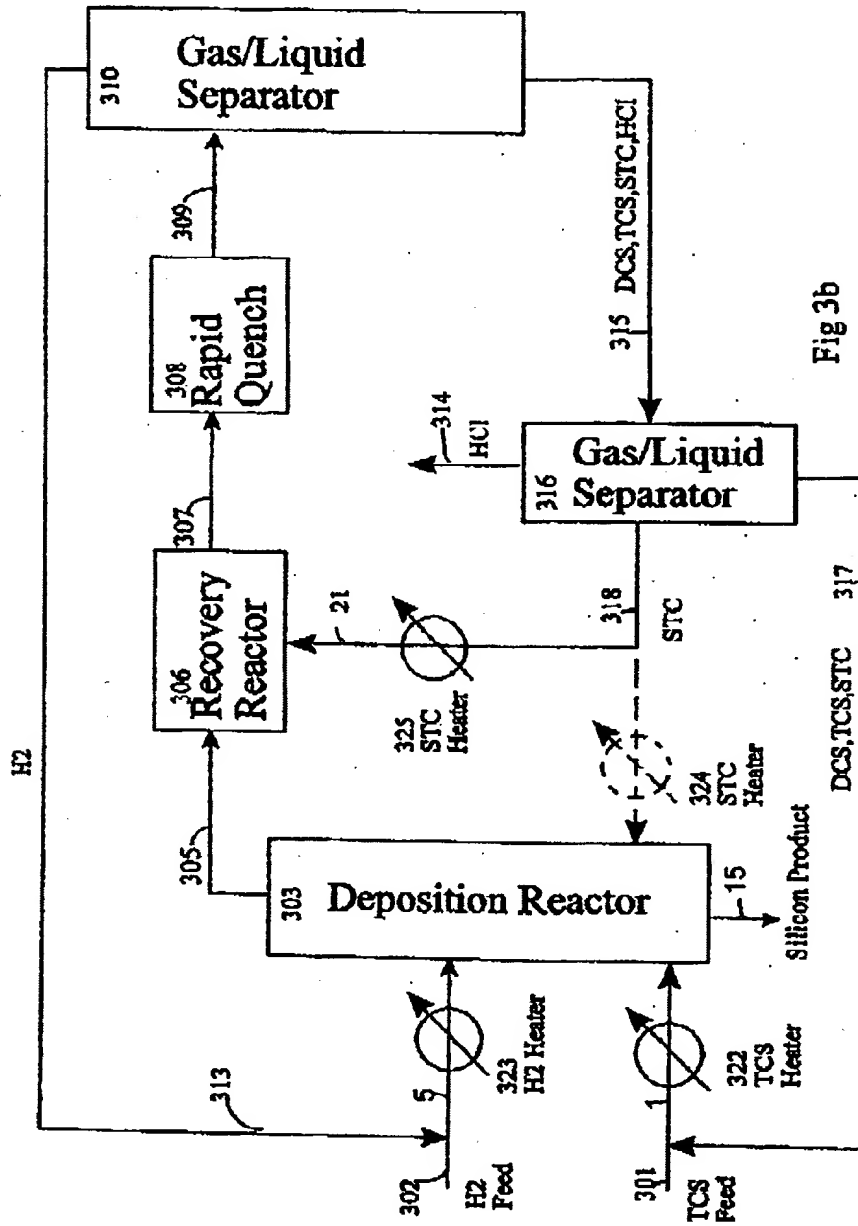 H2
313
302
H2
Feed
5
323
H2 Heater
301
TCS
Feed
1
322
TCS
Heater
303
Deposition Reactor
15
Silicon Product
305
306
Recovery
Reactor
307
308
Rapid
Quench
309
310
Gas/Liquid
Separator
21
325
STC
Heater
324
STC
Heater
318
STC
314
HCl
316
Gas/Liquid
Separator
315
DCS,TCS,STC,HCl
DCS,TCS,STC
317
Fig 3b